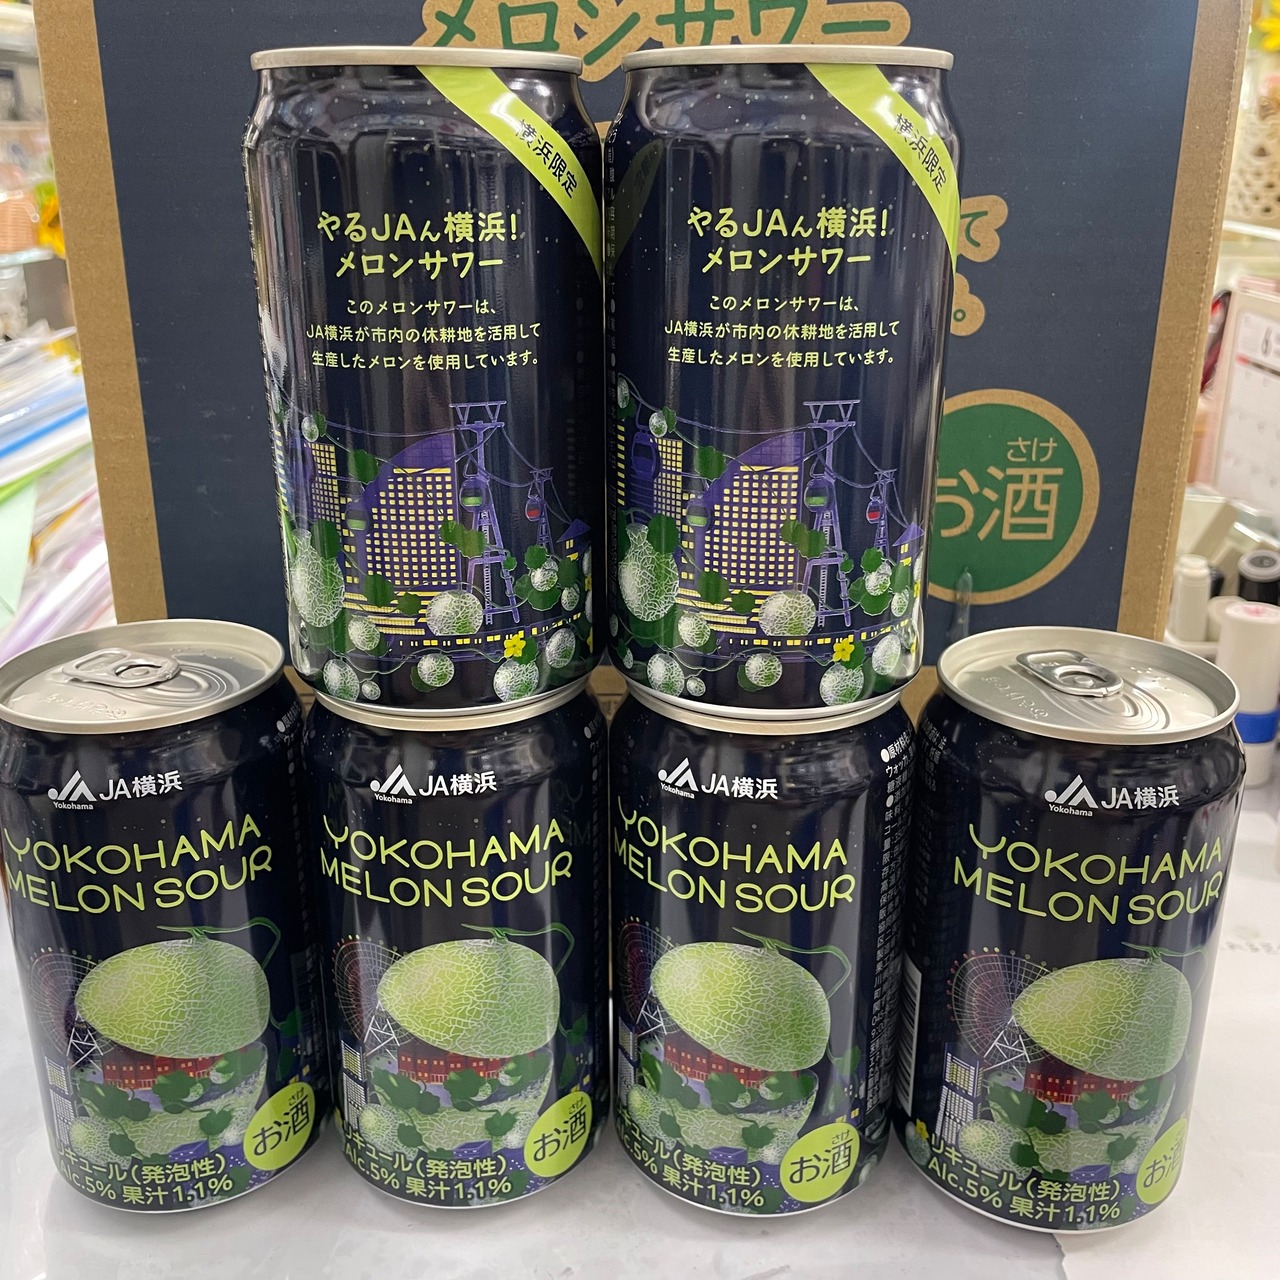 メロンサワー
て
。
さけ
お酒
横浜限定
やるJAん横浜!
メロンサワー
このメロンサワーは、
JA横浜が市内の休耕地を活用して
生産したメロンを使用しています。
横浜限定
やるJAん横浜!
メロンサワー
このメロンサワーは、
JA横浜が市内の休耕地を活用して
生産したメロンを使用しています。
Yokohama
JA横浜
YOKOHAMA
MELON SOUR
さけ
お酒
リキュール(発泡性)
Alc.5% 果汁1.1%
Yokohama
JA横浜
YOKOHAMA
MELON SOUR
さけ
お酒
リキュール(発泡性)
Alc.5% 果汁1.1%
Yokohama
JA横浜
YOKOHAMA
MELON SOUR
さけ
お酒
キュール(発泡性)
.5% 果汁1.1%
Yokohama
JA横浜
YOKOHAMA
MELON SOUR
お酒
リキュール(発泡性)
Alc.5% 果汁1.1%